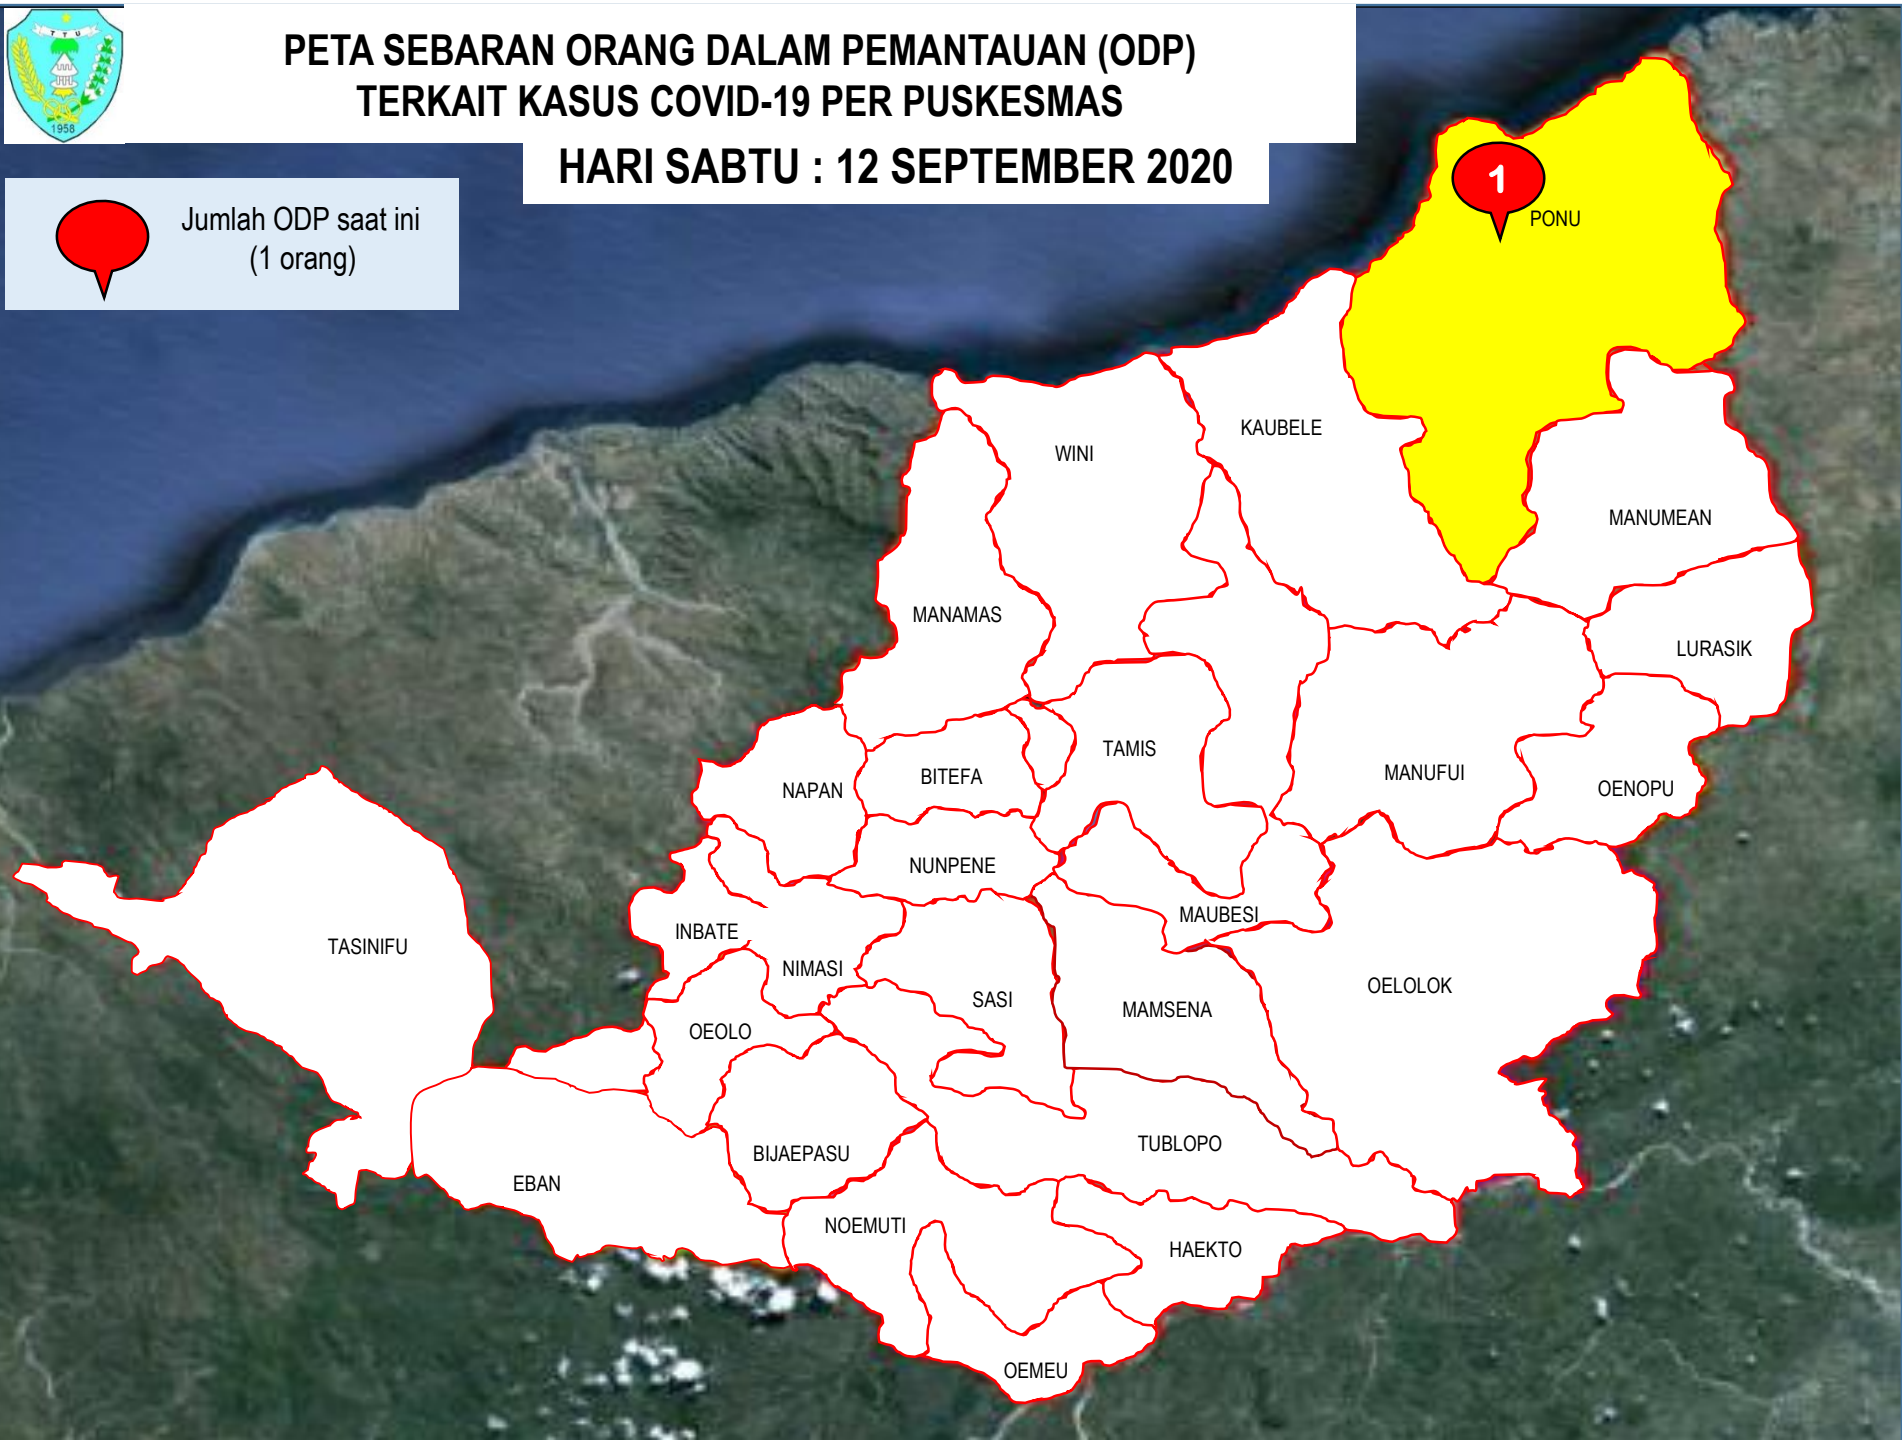 T T U
1958
PETA SEBARAN ORANG DALAM PEMANTAUAN (ODP)
TERKAIT KASUS COVID-19 PER PUSKESMAS
HARI SABTU : 12 SEPTEMBER 2020
Jumlah ODP saat ini
(1 orang)
1
PONU
KAUBELE
WINI
MANUMEAN
MANAMAS
LURASIK
TAMIS
MANUFUI
BITEFA
NAPAN
OENOPU
NUNPENE
MAUBESI
INBATE
TASINIFU
NIMASI
OELOLOK
SASI
MAMSENA
OEOLO
TUBLOPO
BIJAEPASU
EBAN
NOEMUTI
HAEKTO
OEMEU